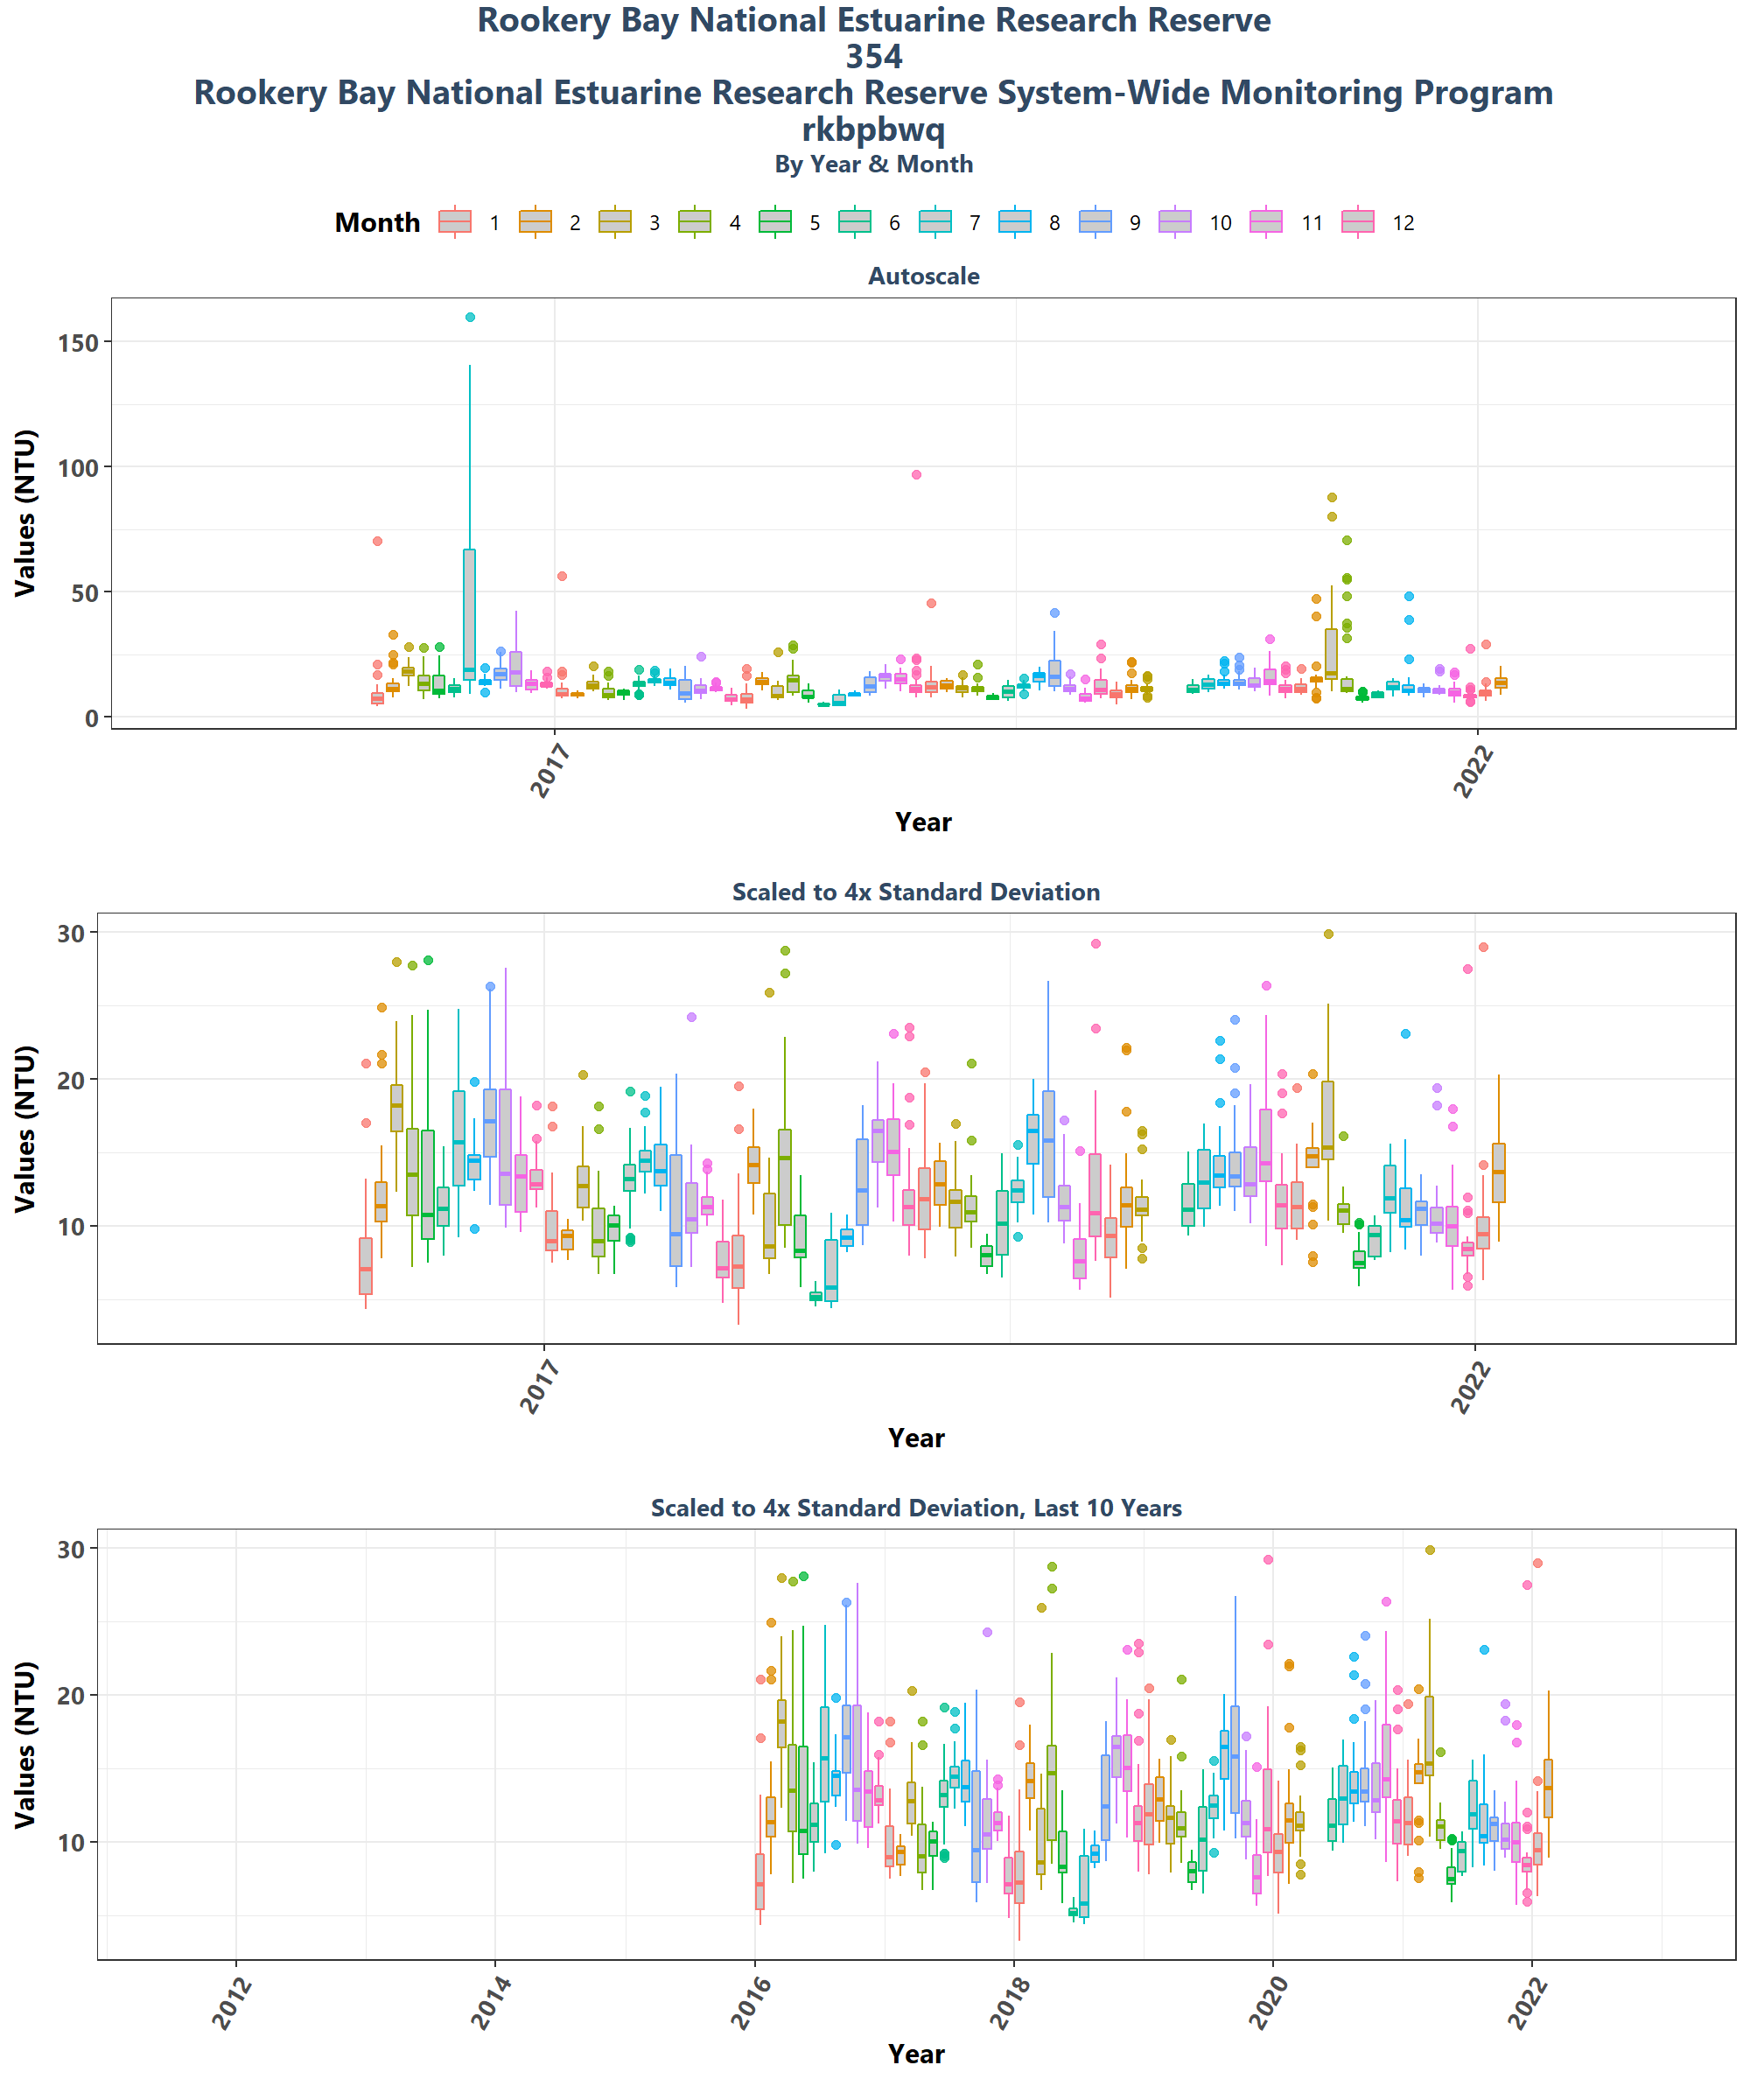 Rookery Bay National Estuarine Research Reserve
354
Rookery Bay National Estuarine Research Reserve System-Wide Monitoring Program
rkbpbwq
By Year & Month
Month 1 2 3 4 5 6 7 8 9 10 11 12
Autoscale
Values (NTU)
150
100
50
0
2017 2022
Year
Scaled to 4x Standard Deviation
Values (NTU)
30
20
10
2017 2022
Year
Scaled to 4x Standard Deviation, Last 10 Years
Values (NTU)
30
20
10
2012 2014 2016 2018 2020 2022
Year